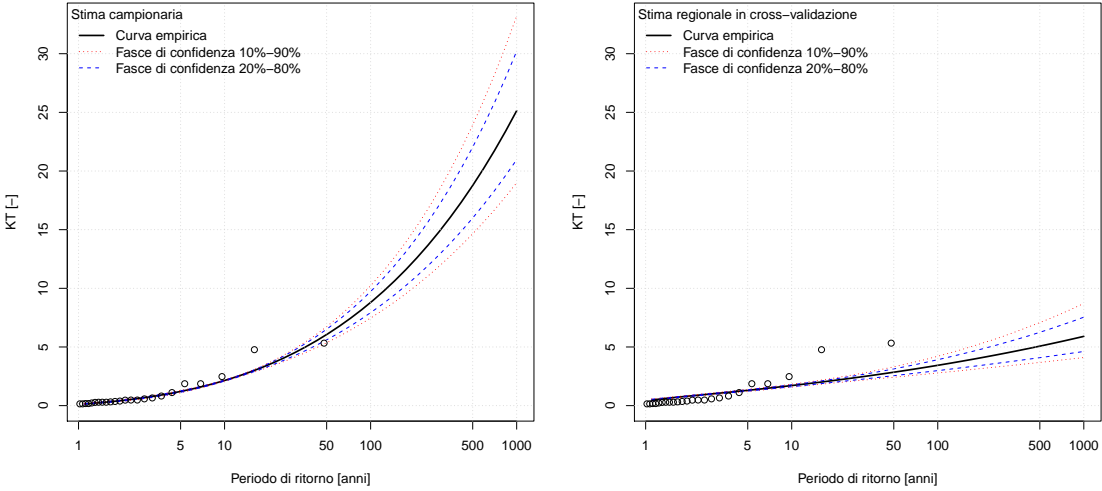 Stima campionaria
Curva empirica
Fasce di confidenza 10%−90%
Fasce di confidenza 20%−80%
KT [−]
0
5
10
15
20
25
30
1 5 10 50 100 500 1000
Periodo di ritorno [anni]
Stima regionale in cross−validazione
Curva empirica
Fasce di confidenza 10%−90%
Fasce di confidenza 20%−80%
KT [−]
0
5
10
15
20
25
30
1 5 10 50 100 500 1000
Periodo di ritorno [anni]